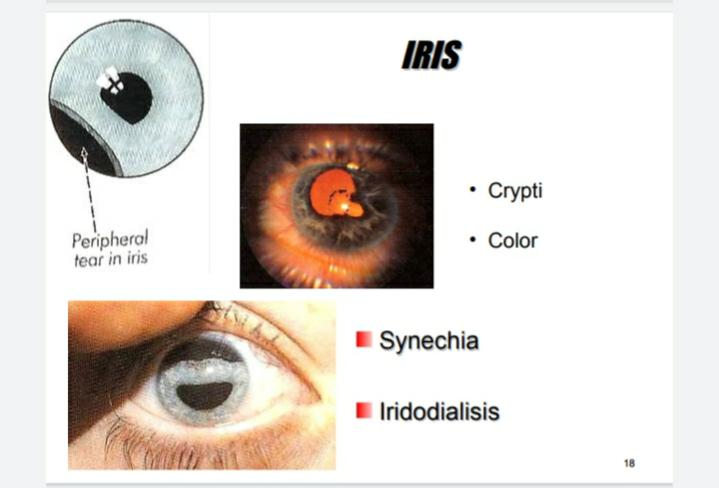 IRIS
Peripheral
tear in iris
• Crypti
• Color
Synechia
Iridodialisis
18